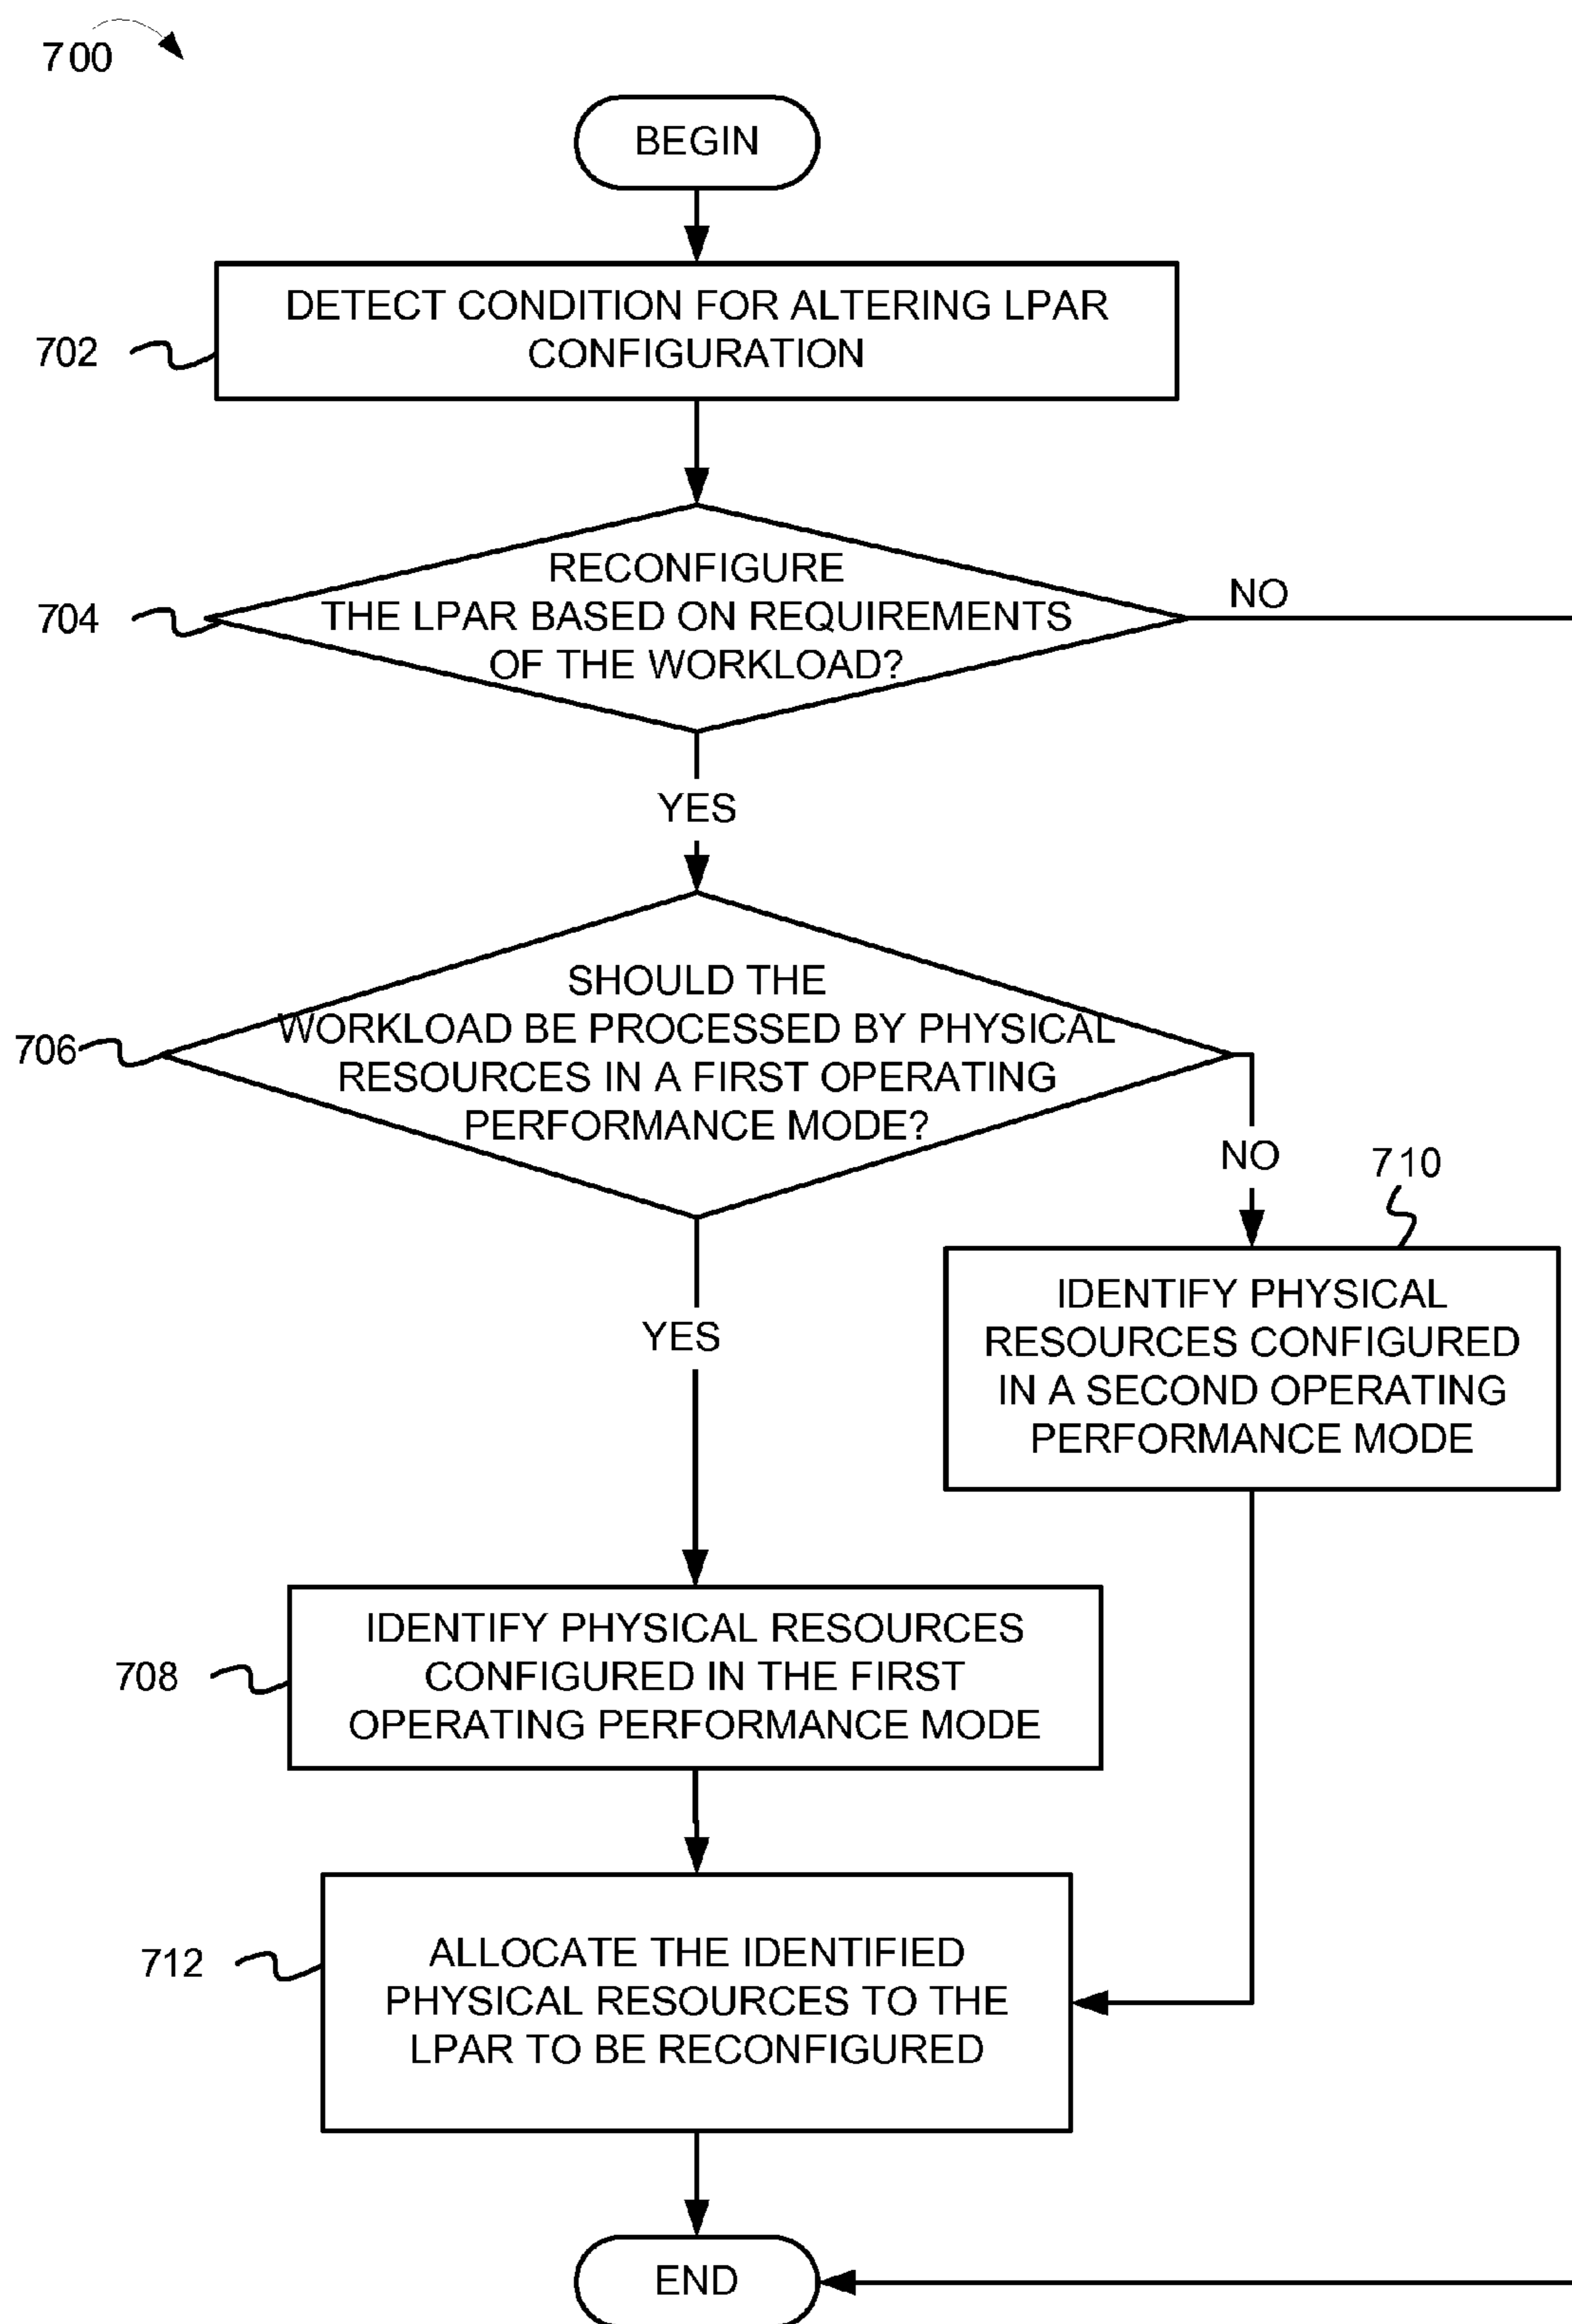 700
BEGIN
DETECT CONDITION FOR ALTERING LPAR
CONFIGURATION
702
RECONFIGURE
THE LPAR BASED ON REQUIREMENTS
OF THE WORKLOAD?
704
NO
YES
SHOULD THE
WORKLOAD BE PROCESSED BY PHYSICAL
RESOURCES IN A FIRST OPERATING
PERFORMANCE MODE?
706
NO
710
IDENTIFY PHYSICAL
RESOURCES CONFIGURED
IN A SECOND OPERATING
PERFORMANCE MODE
YES
IDENTIFY PHYSICAL RESOURCES
CONFIGURED IN THE FIRST
OPERATING PERFORMANCE MODE
708
ALLOCATE THE IDENTIFIED
PHYSICAL RESOURCES TO THE
LPAR TO BE RECONFIGURED
712
END